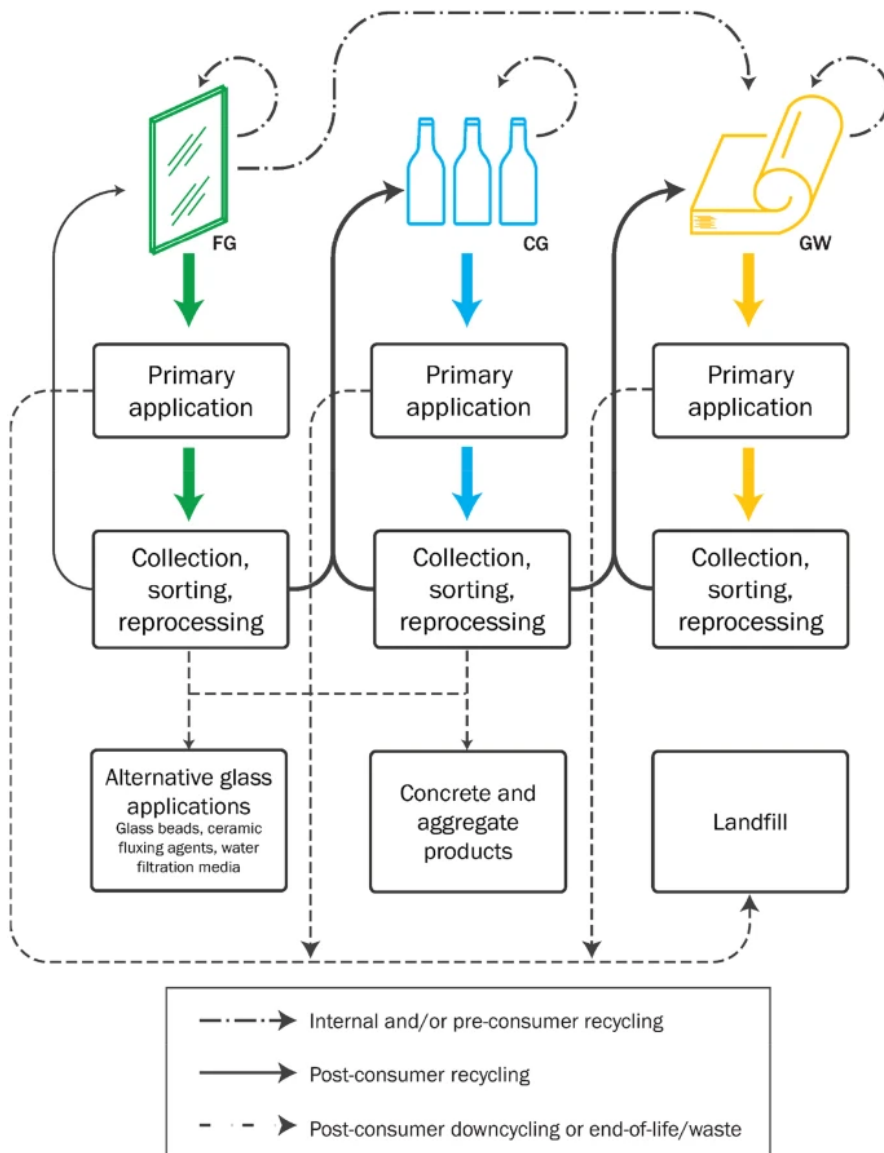 FG
CG
GW
Primary
application
Primary
application
Primary
application
Collection,
sorting,
reprocessing
Collection,
sorting,
reprocessing
Collection,
sorting,
reprocessing
Alternative glass
applications
Glass beads, ceramic
fluxing agents, water
filtration media
Concrete and
aggregate
products
Landfill
Internal and/or pre-consumer recycling
Post-consumer recycling
Post-consumer downcycling or end-of-life/waste